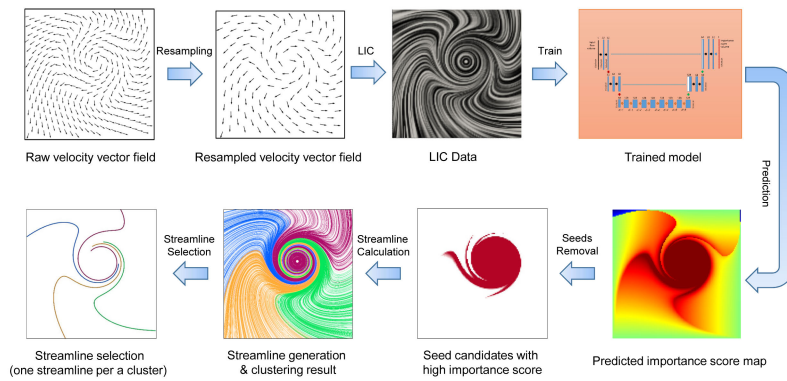 Resampling
LIC
Train
Raw velocity vector field
Resampled velocity vector field
LIC Data
Trained model
Prediction
Streamline
Selection
Streamline
Calculation
Seeds
Removal
Streamline selection
(one streamline per a cluster)
Streamline generation
& clustering result
Seed candidates with
high importance score
Predicted importance score map